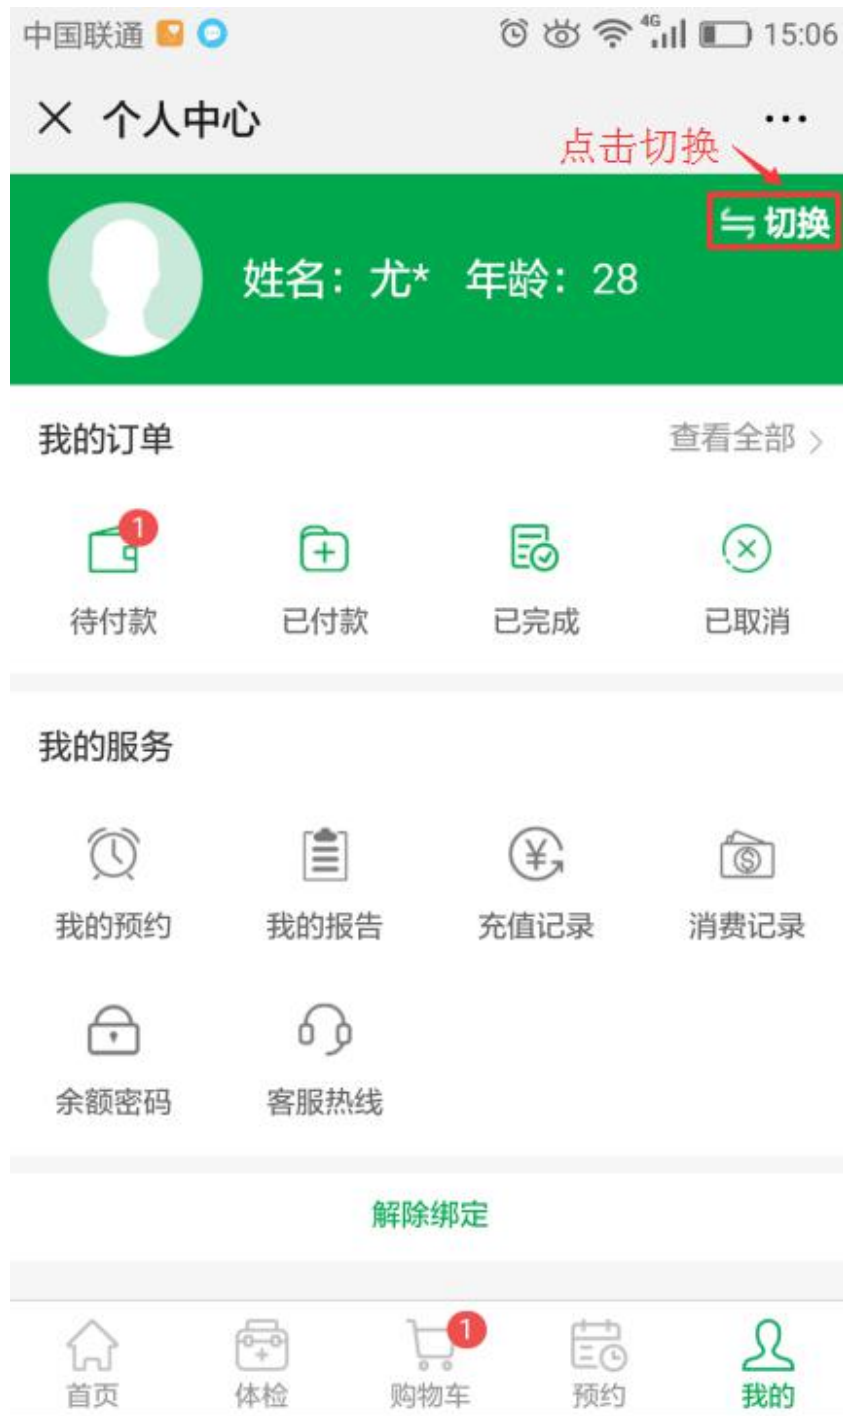 中国联通 4G 15:06
个人中心 ...
点击切换
切换
姓名：尤* 年龄：28
我的订单 查看全部 >
1
待付款 已付款 已完成 已取消
我的服务
我的预约 我的报告 充值记录 消费记录
余额密码 客服热线
解除绑定
1
首页 体检 购物车 预约 我的